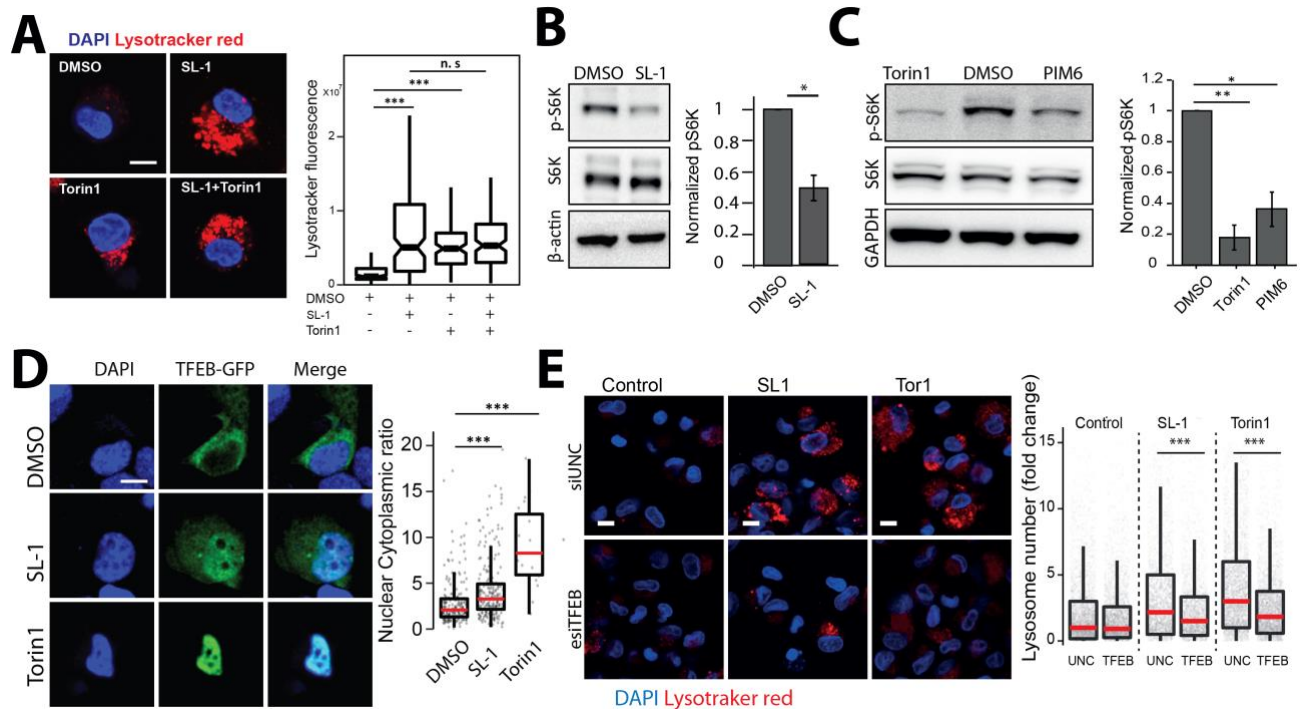 A
DAPI Lysotracker red
DMSO
SL-1
Torin1
SL-1+Torin1
Lysotracker fluorescence
x10⁷
2
1
0
n. s
***
***
DMSO + + + +
SL-1 - + - +
Torin1 - - + +
B
DMSO SL-1
p-S6K
S6K
β-actin
Normalized pS6K
*
1
0.8
0.6
0.4
0.2
0
DMSO
SL-1
C
Torin1 DMSO PIM6
p-S6K
S6K
GAPDH
Normalized pS6K
*
**
1.2
1
0.8
0.6
0.4
0.2
0
DMSO
Torin1
PIM6
D
DAPI TFEB-GFP Merge
DMSO
SL-1
Torin1
Nuclear Cytoplasmic ratio
***
***
20
15
10
5
0
DMSO
SL-1
Torin1
E
Control SL1 Tor1
siUNC
esiTFEB
DAPI Lysotraker red
Lysosome number (fold change)
Control SL-1 Torin1
*** ***
15
10
5
0
UNC TFEB UNC TFEB UNC TFEB